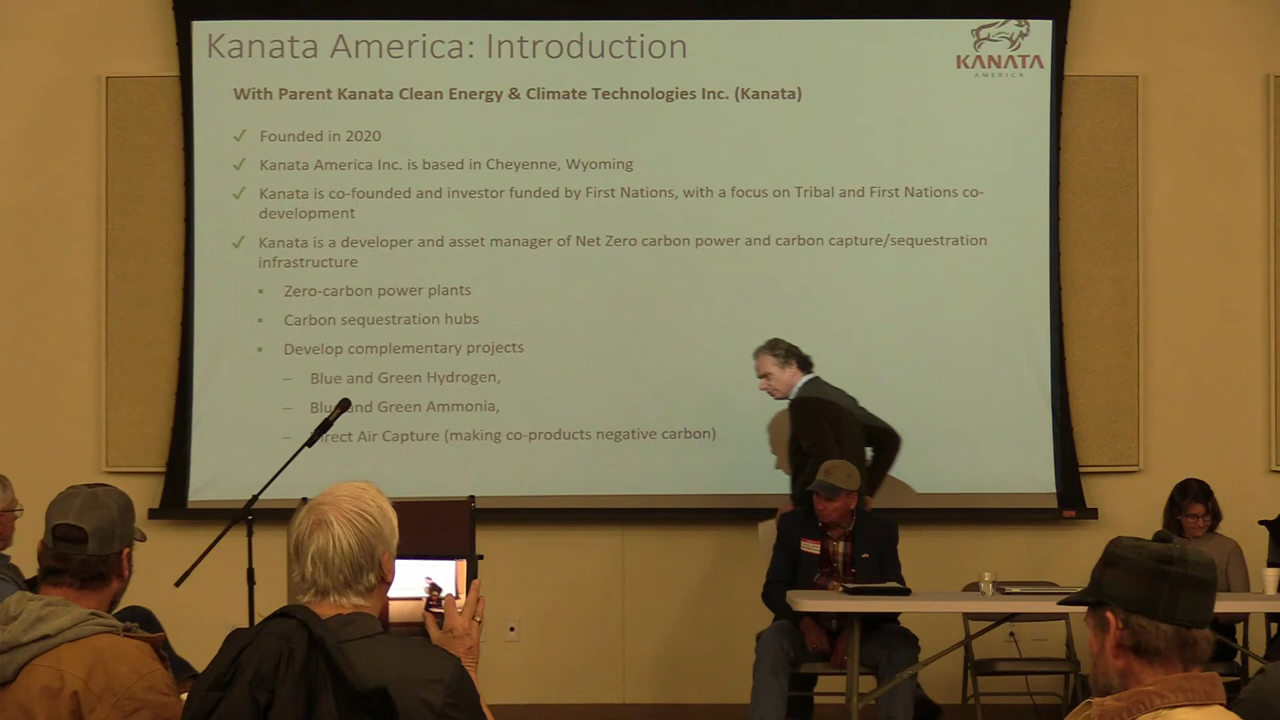 Kanata America: Introduction
KANATA
AMERICA
With Parent Kanata Clean Energy & Climate Technologies Inc. (Kanata)
✓ Founded in 2020
✓ Kanata America Inc. is based in Cheyenne, Wyoming
✓ Kanata is co-founded and investor funded by First Nations, with a focus on Tribal and First Nations co-
development
✓ Kanata is a developer and asset manager of Net Zero carbon power and carbon capture/sequestration
infrastructure
▪ Zero-carbon power plants
▪ Carbon sequestration hubs
▪ Develop complementary projects
– Blue and Green Hydrogen,
– Blue and Green Ammonia,
– Direct Air Capture (making co-products negative carbon)